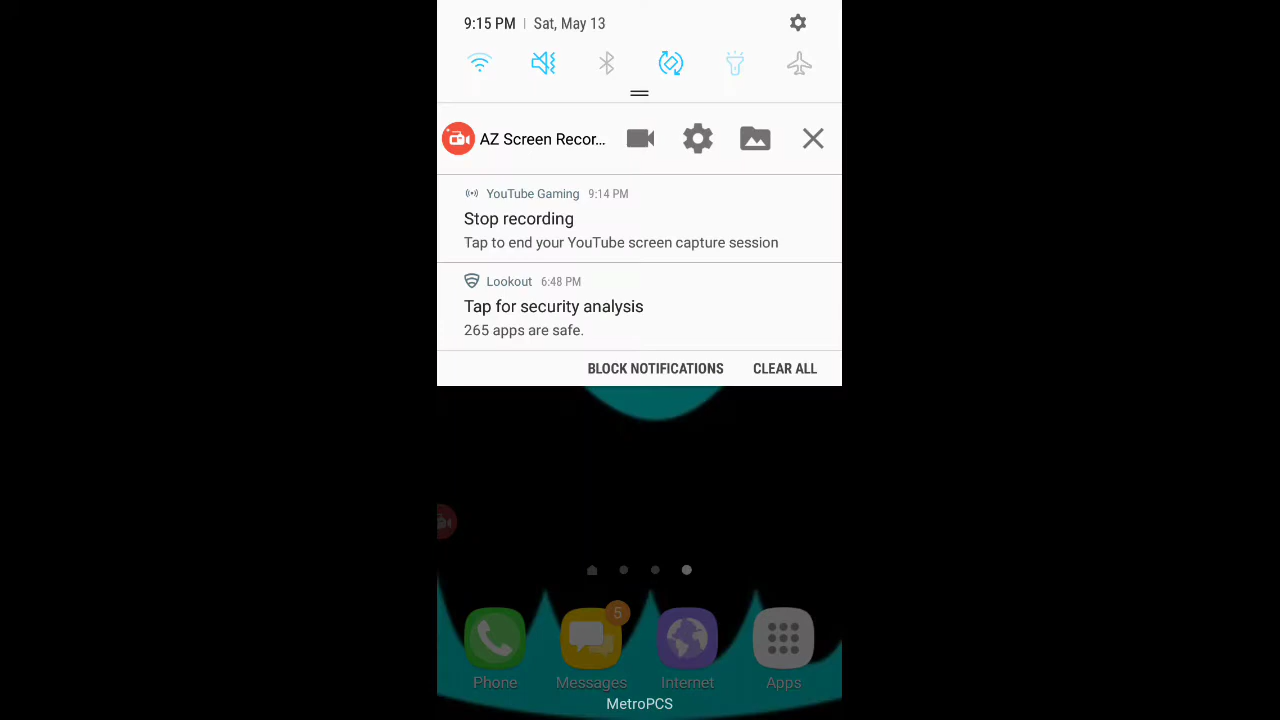 9:15 PM | Sat, May 13
AZ Screen Recor...
YouTube Gaming 9:14 PM
Stop recording
Tap to end your YouTube screen capture session
Lookout 6:48 PM
Tap for security analysis
265 apps are safe.
BLOCK NOTIFICATIONS CLEAR ALL
5
Phone Messages Internet Apps
MetroPCS